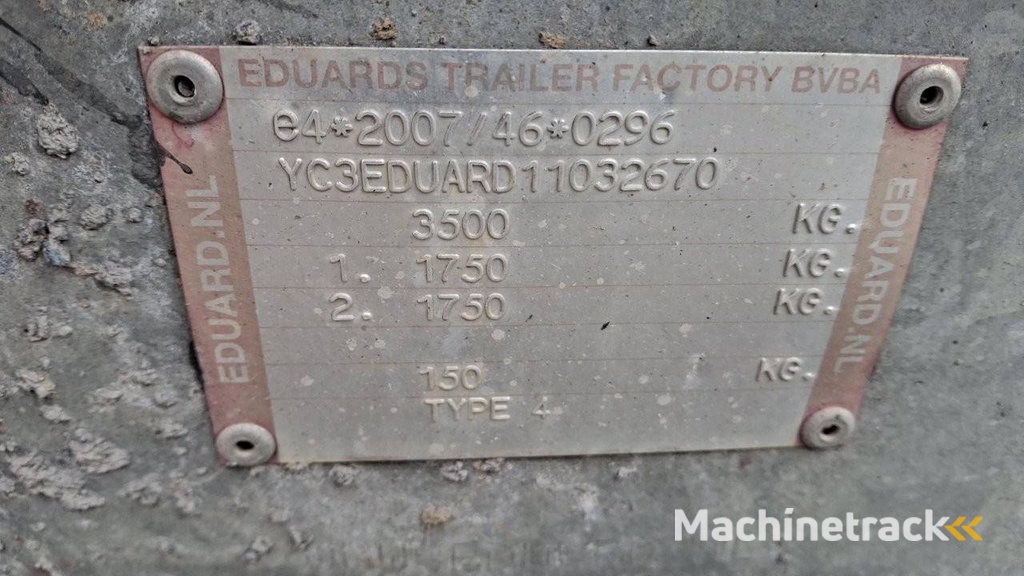 EDUARDS TRAILER FACTORY BVBA
e4*2007/46*0296
YC3EDUARD11032670
3500 KG.
1. 1750 KG.
2. 1750 KG.
150 KG.
TYPE 4
EDUARD.NL
EDUARD.NL
Machinetrack